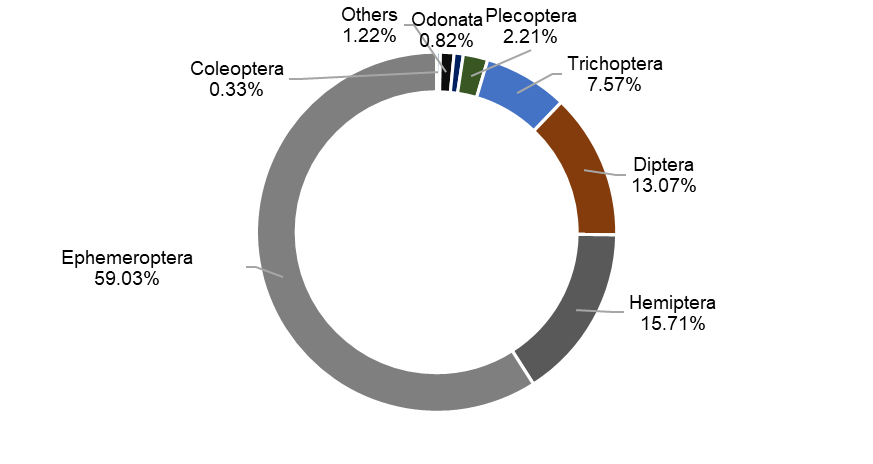 Others
1.22%
Odonata
0.82%
Plecoptera
2.21%
Coleoptera
0.33%
Trichoptera
7.57%
Diptera
13.07%
Ephemeroptera
59.03%
Hemiptera
15.71%